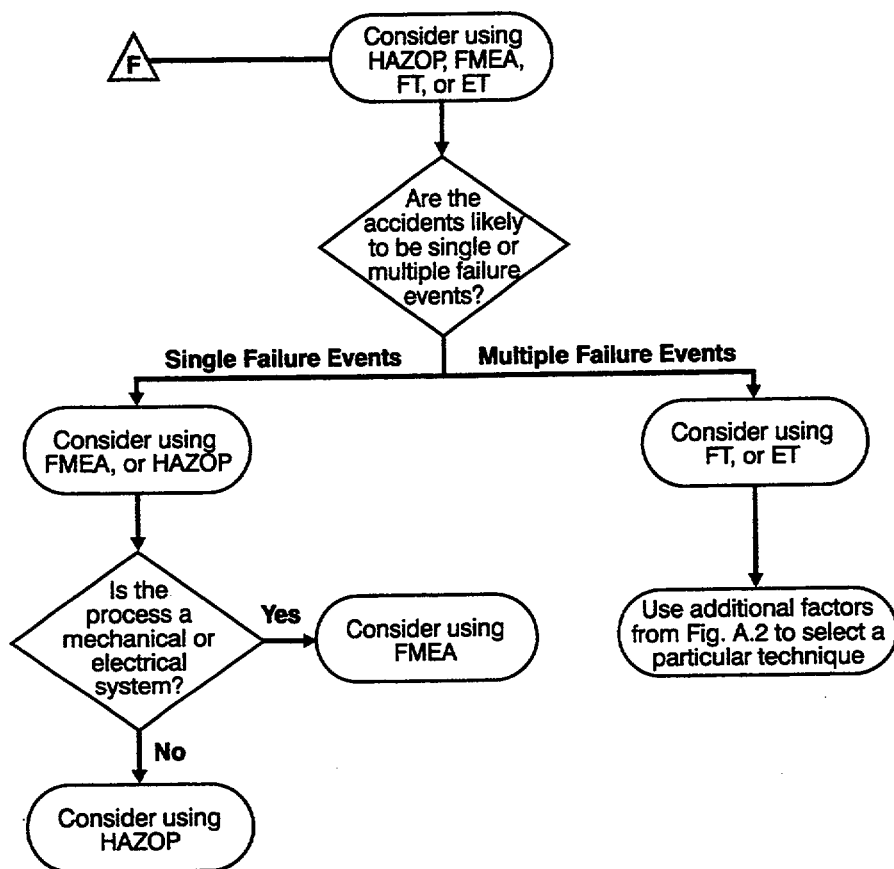 F
Consider using
HAZOP, FMEA,
FT, or ET
Are the
accidents likely
to be single or
multiple failure
events?
Single Failure Events
Multiple Failure Events
Consider using
FMEA, or HAZOP
Consider using
FT, or ET
Is the
process a
mechanical or
electrical
system?
Yes
Consider using
FMEA
Use additional factors
from Fig. A.2 to select a
particular technique
No
Consider using
HAZOP